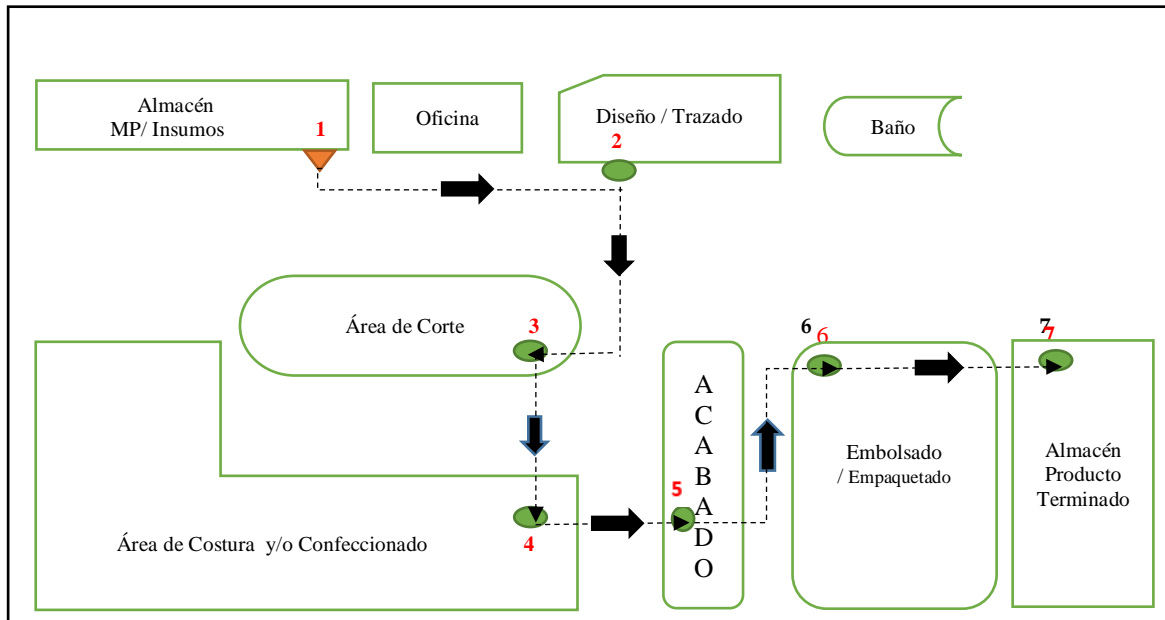 Almacén
MP/ Insumos
1
Oficina
Diseño / Trazado
2
Baño
Área de Corte
3
6 6
7 7
A
C
A
B
A
D
O
5
Embolsado
/ Empaquetado
Almacén
Producto
Terminado
Área de Costura y/o Confeccionado
4